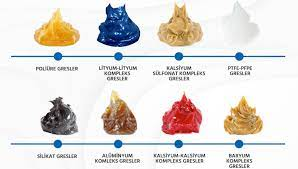 POLİÜRE GRESLER
LİTYUM-LİTYUM
KOMPLEKS
GRESLER
KALSİYUM
SÜLFONAT KOMPLEKS
GRESLER
PTFE-PFPE
GRESLER
SİLİKAT GRESLER
ALÜMİNYUM
KOMLEKS GRESLER
KALSİYUM-KALSİYUM
KOMPLEKS GRESLER
BARYUM
KOMPLEKS GRESLER